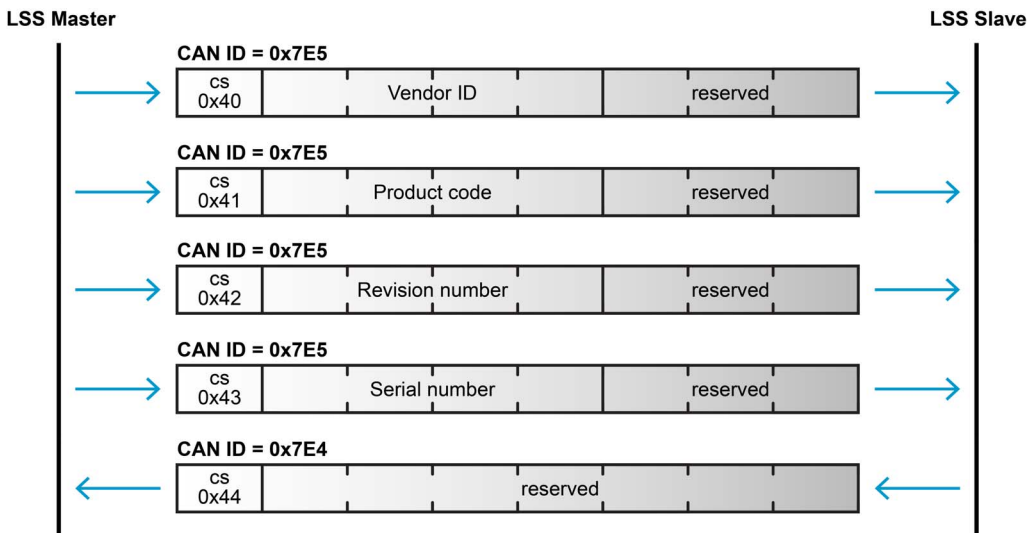 LSS Master
LSS Slave
CAN ID = 0x7E5
cs
0x40
Vendor ID
reserved
CAN ID = 0x7E5
cs
0x41
Product code
reserved
CAN ID = 0x7E5
cs
0x42
Revision number
reserved
CAN ID = 0x7E5
cs
0x43
Serial number
reserved
CAN ID = 0x7E4
cs
0x44
reserved